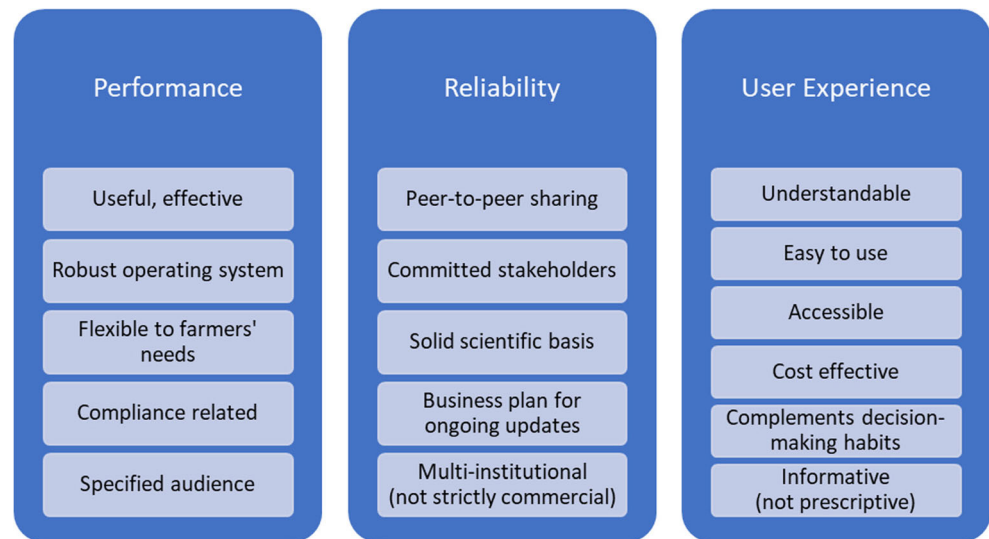 Performance
Useful, effective
Robust operating system
Flexible to farmers'
needs
Compliance related
Specified audience
Reliability
Peer-to-peer sharing
Committed stakeholders
Solid scientific basis
Business plan for
ongoing updates
Multi-institutional
(not strictly commercial)
User Experience
Understandable
Easy to use
Accessible
Cost effective
Complements decision-
making habits
Informative
(not prescriptive)